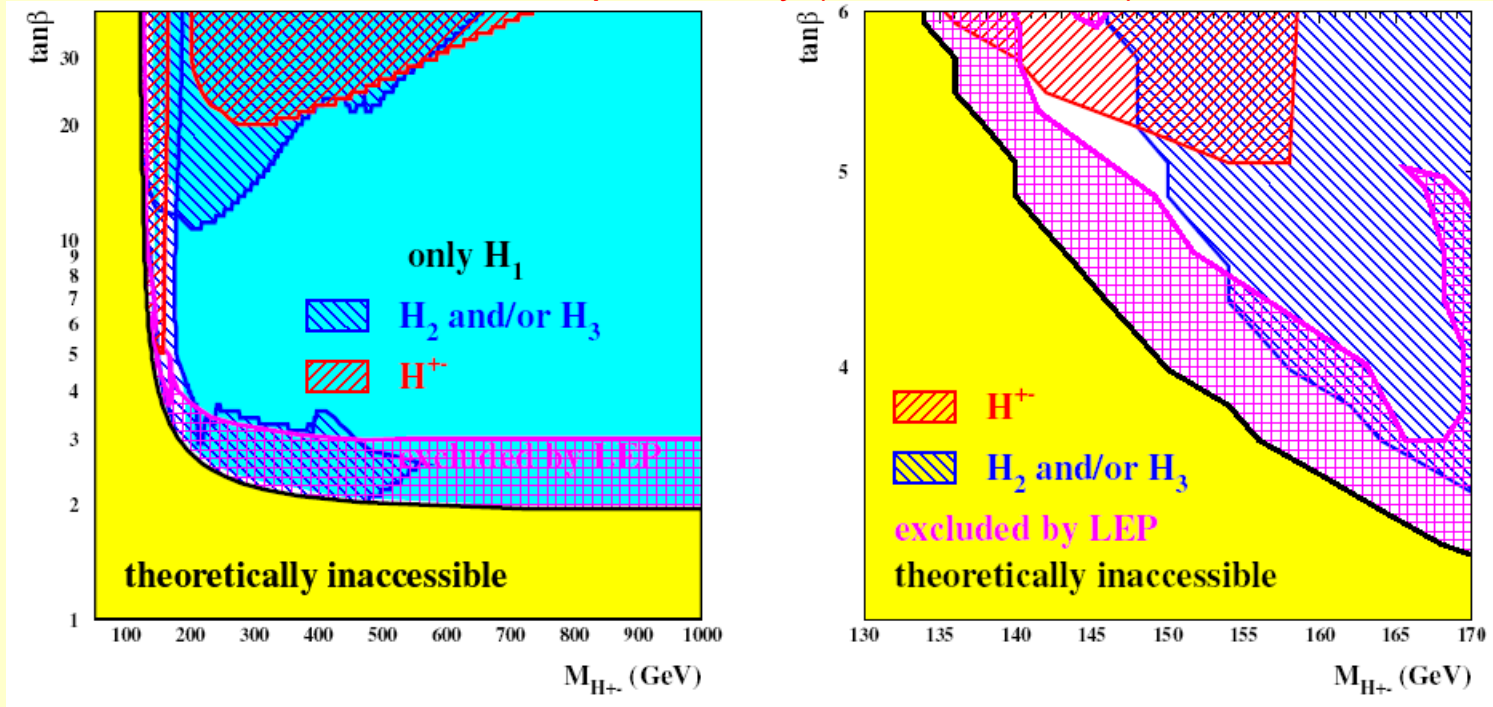 tanβ
30
20
10
9
8
7
6
5
4
3
2
1
only H1
H2 and/or H3
H+-
excluded by LEP
theoretically inaccessible
100 200 300 400 500 600 700 800 900 1000
MH+- (GeV)
tanβ
6
5
4
H+-
H2 and/or H3
excluded by LEP
theoretically inaccessible
130 135 140 145 150 155 160 165 170
MH+- (GeV)